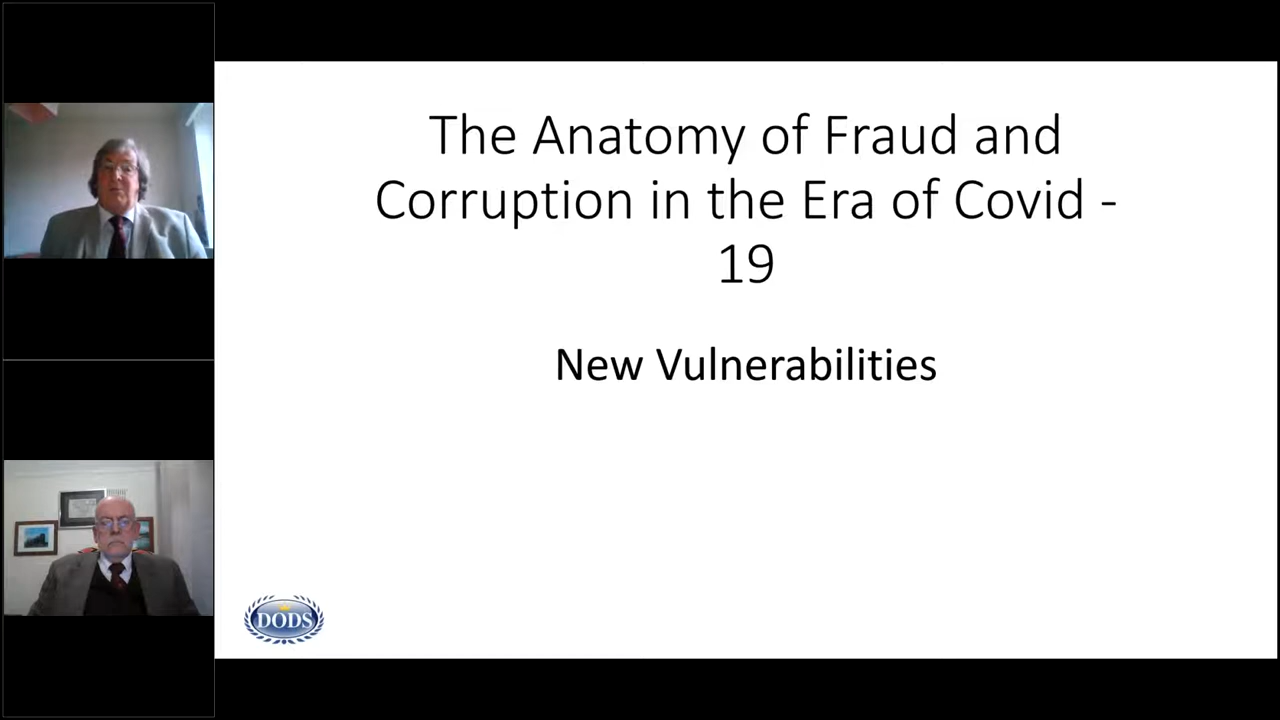 The Anatomy of Fraud and
Corruption in the Era of Covid -
19
New Vulnerabilities
DODS